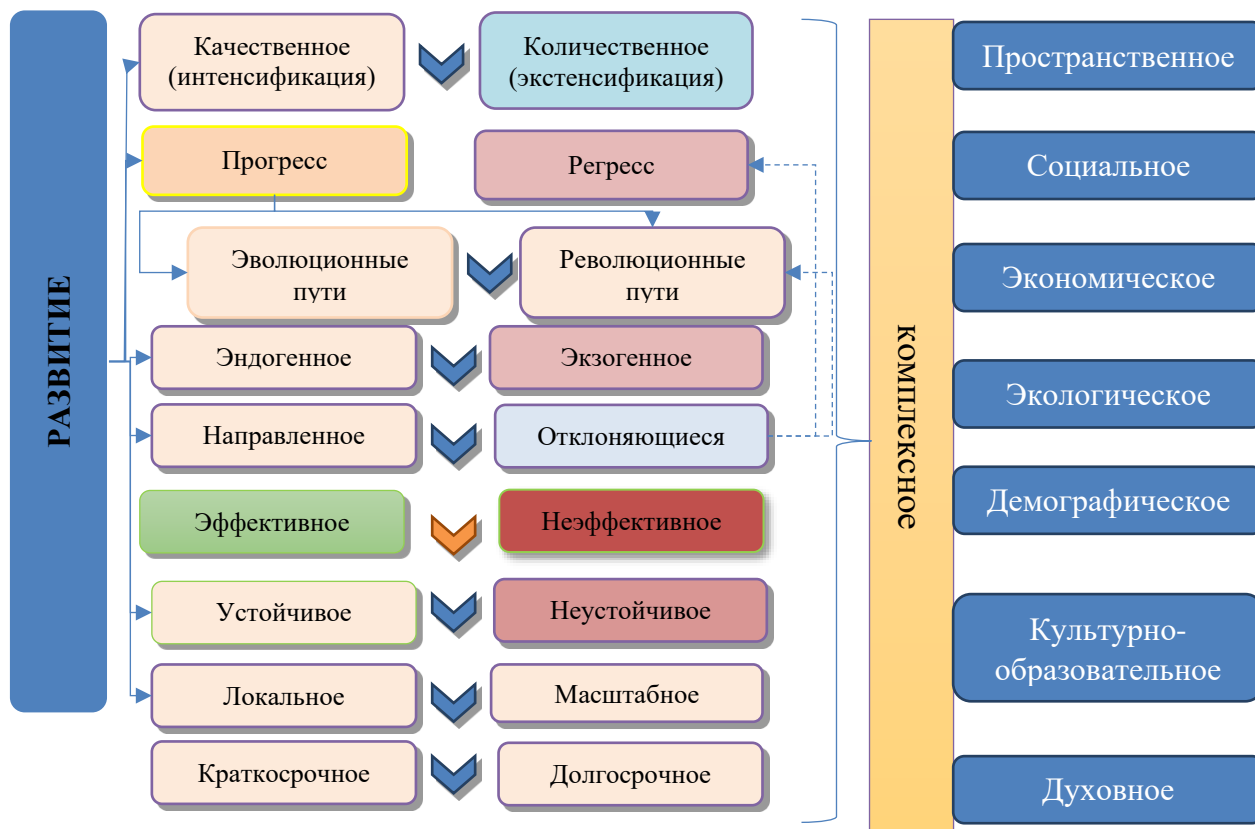 РАЗВИТИЕ
Качественное
(интенсификация)
Количественное
(экстенсификация)
Прогресс
Регресс
Эволюционные
пути
Революционные
пути
Эндогенное
Экзогенное
Направленное
Отклоняющиеся
Эффективное
Неэффективное
Устойчивое
Неустойчивое
Локальное
Масштабное
Краткосрочное
Долгосрочное
комплексное
Пространственное
Социальное
Экономическое
Экологическое
Демографическое
Культурно-
образовательное
Духовное